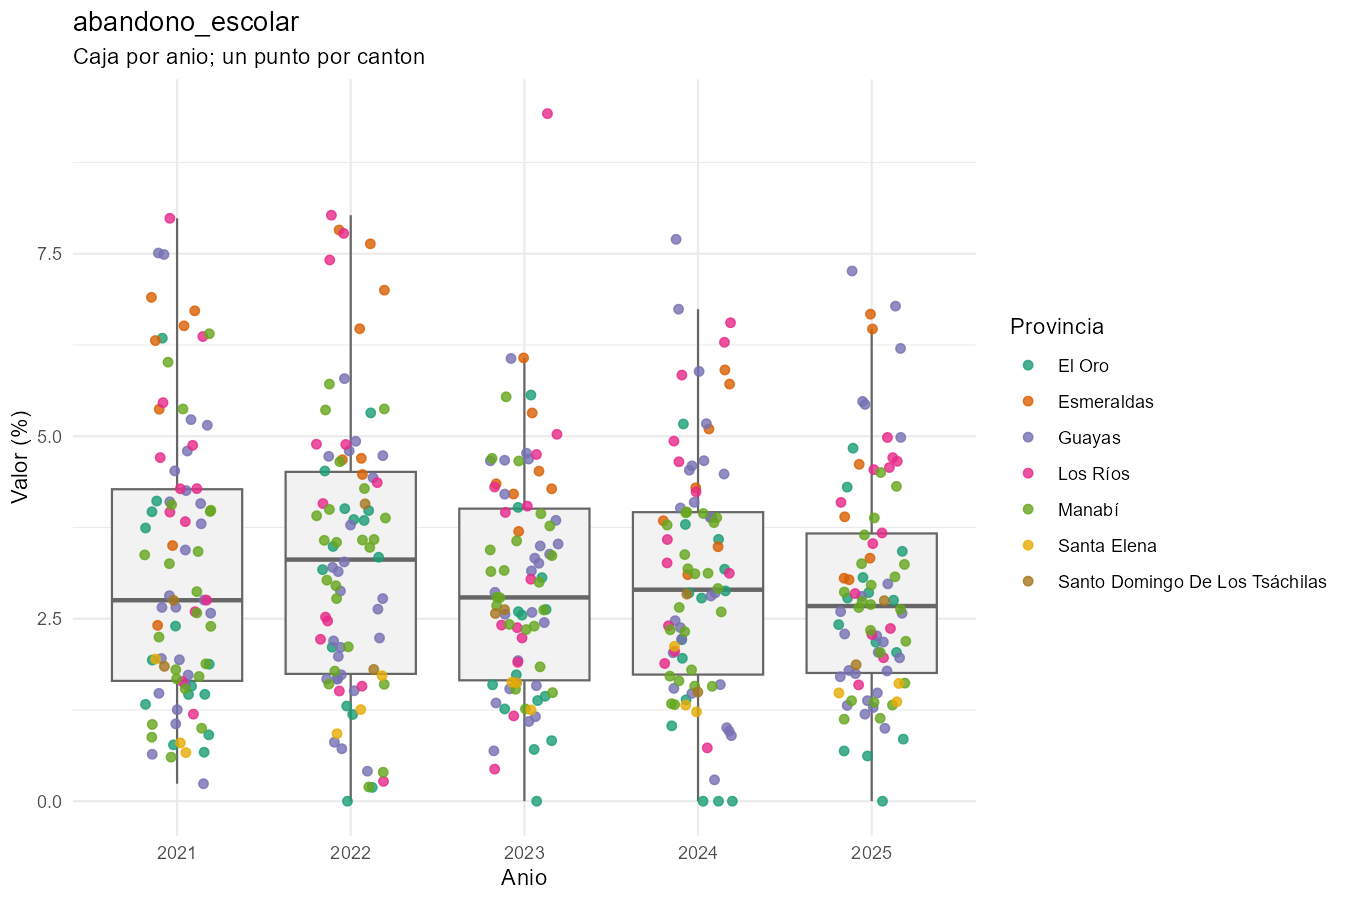 abandono_escolar
Caja por anio; un punto por canton
Valor (%)
7.5
5.0
2.5
0.0
2021
2022
2023
2024
2025
Anio
Provincia
El Oro
Esmeraldas
Guayas
Los Ríos
Manabí
Santa Elena
Santo Domingo De Los Tsáchilas